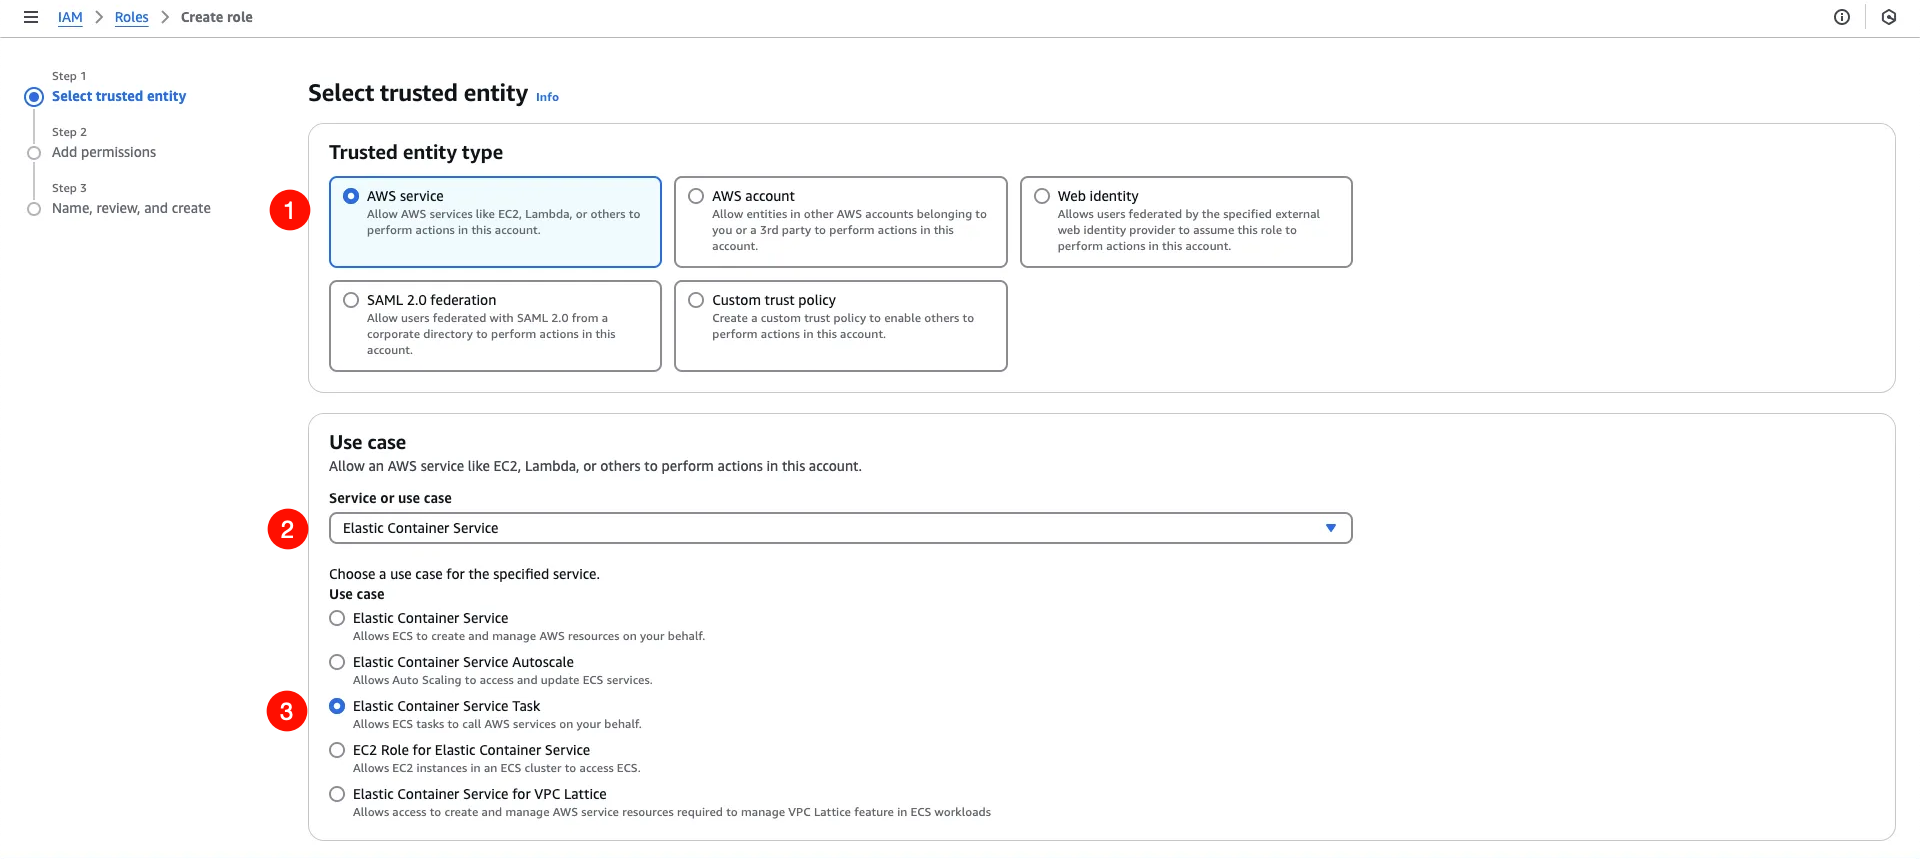 IAM > Roles > Create role
Step 1
Select trusted entity
Step 2
Add permissions
Step 3
Name, review, and create
Select trusted entity Info
Trusted entity type
1
AWS service
Allow AWS services like EC2, Lambda, or others to
perform actions in this account.
AWS account
Allow entities in other AWS accounts belonging to
you or a 3rd party to perform actions in this
account.
Web identity
Allows users federated by the specified external
web identity provider to assume this role to
perform actions in this account.
SAML 2.0 federation
Allow users federated with SAML 2.0 from a
corporate directory to perform actions in this
account.
Custom trust policy
Create a custom trust policy to enable others to
perform actions in this account.
Use case
Allow an AWS service like EC2, Lambda, or others to perform actions in this account.
Service or use case
2
Elastic Container Service
Choose a use case for the specified service.
Use case
Elastic Container Service
Allows ECS to create and manage AWS resources on your behalf.
Elastic Container Service Autoscale
Allows Auto Scaling to access and update ECS services.
3
Elastic Container Service Task
Allows ECS tasks to call AWS services on your behalf.
EC2 Role for Elastic Container Service
Allows EC2 instances in an ECS cluster to access ECS.
Elastic Container Service for VPC Lattice
Allows access to create and manage AWS service resources required to manage VPC Lattice feature in ECS workloads